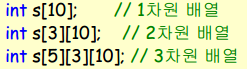 int s[10]; // 1차원 배열
int s[3][10]; // 2차원 배열
int s[5][3][10]; // 3차원 배열